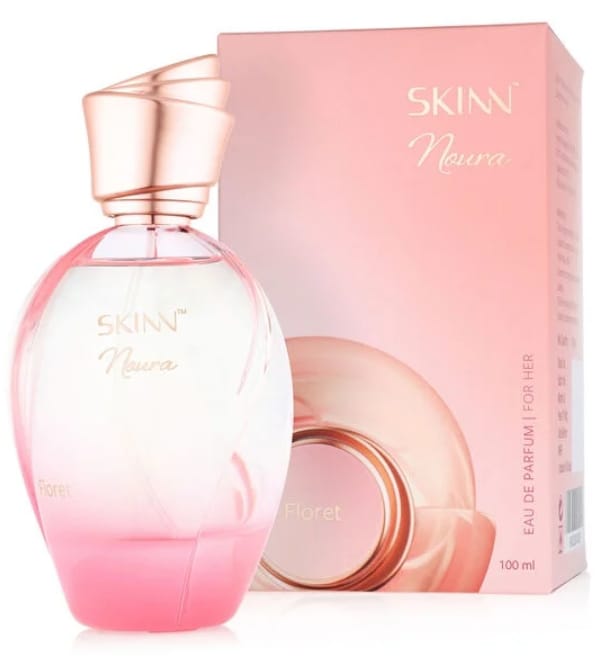 SKINN™
Noura
Floret
SKINN™
Noura
Floret
EAU DE PARFUM | FOR HER
100 ml